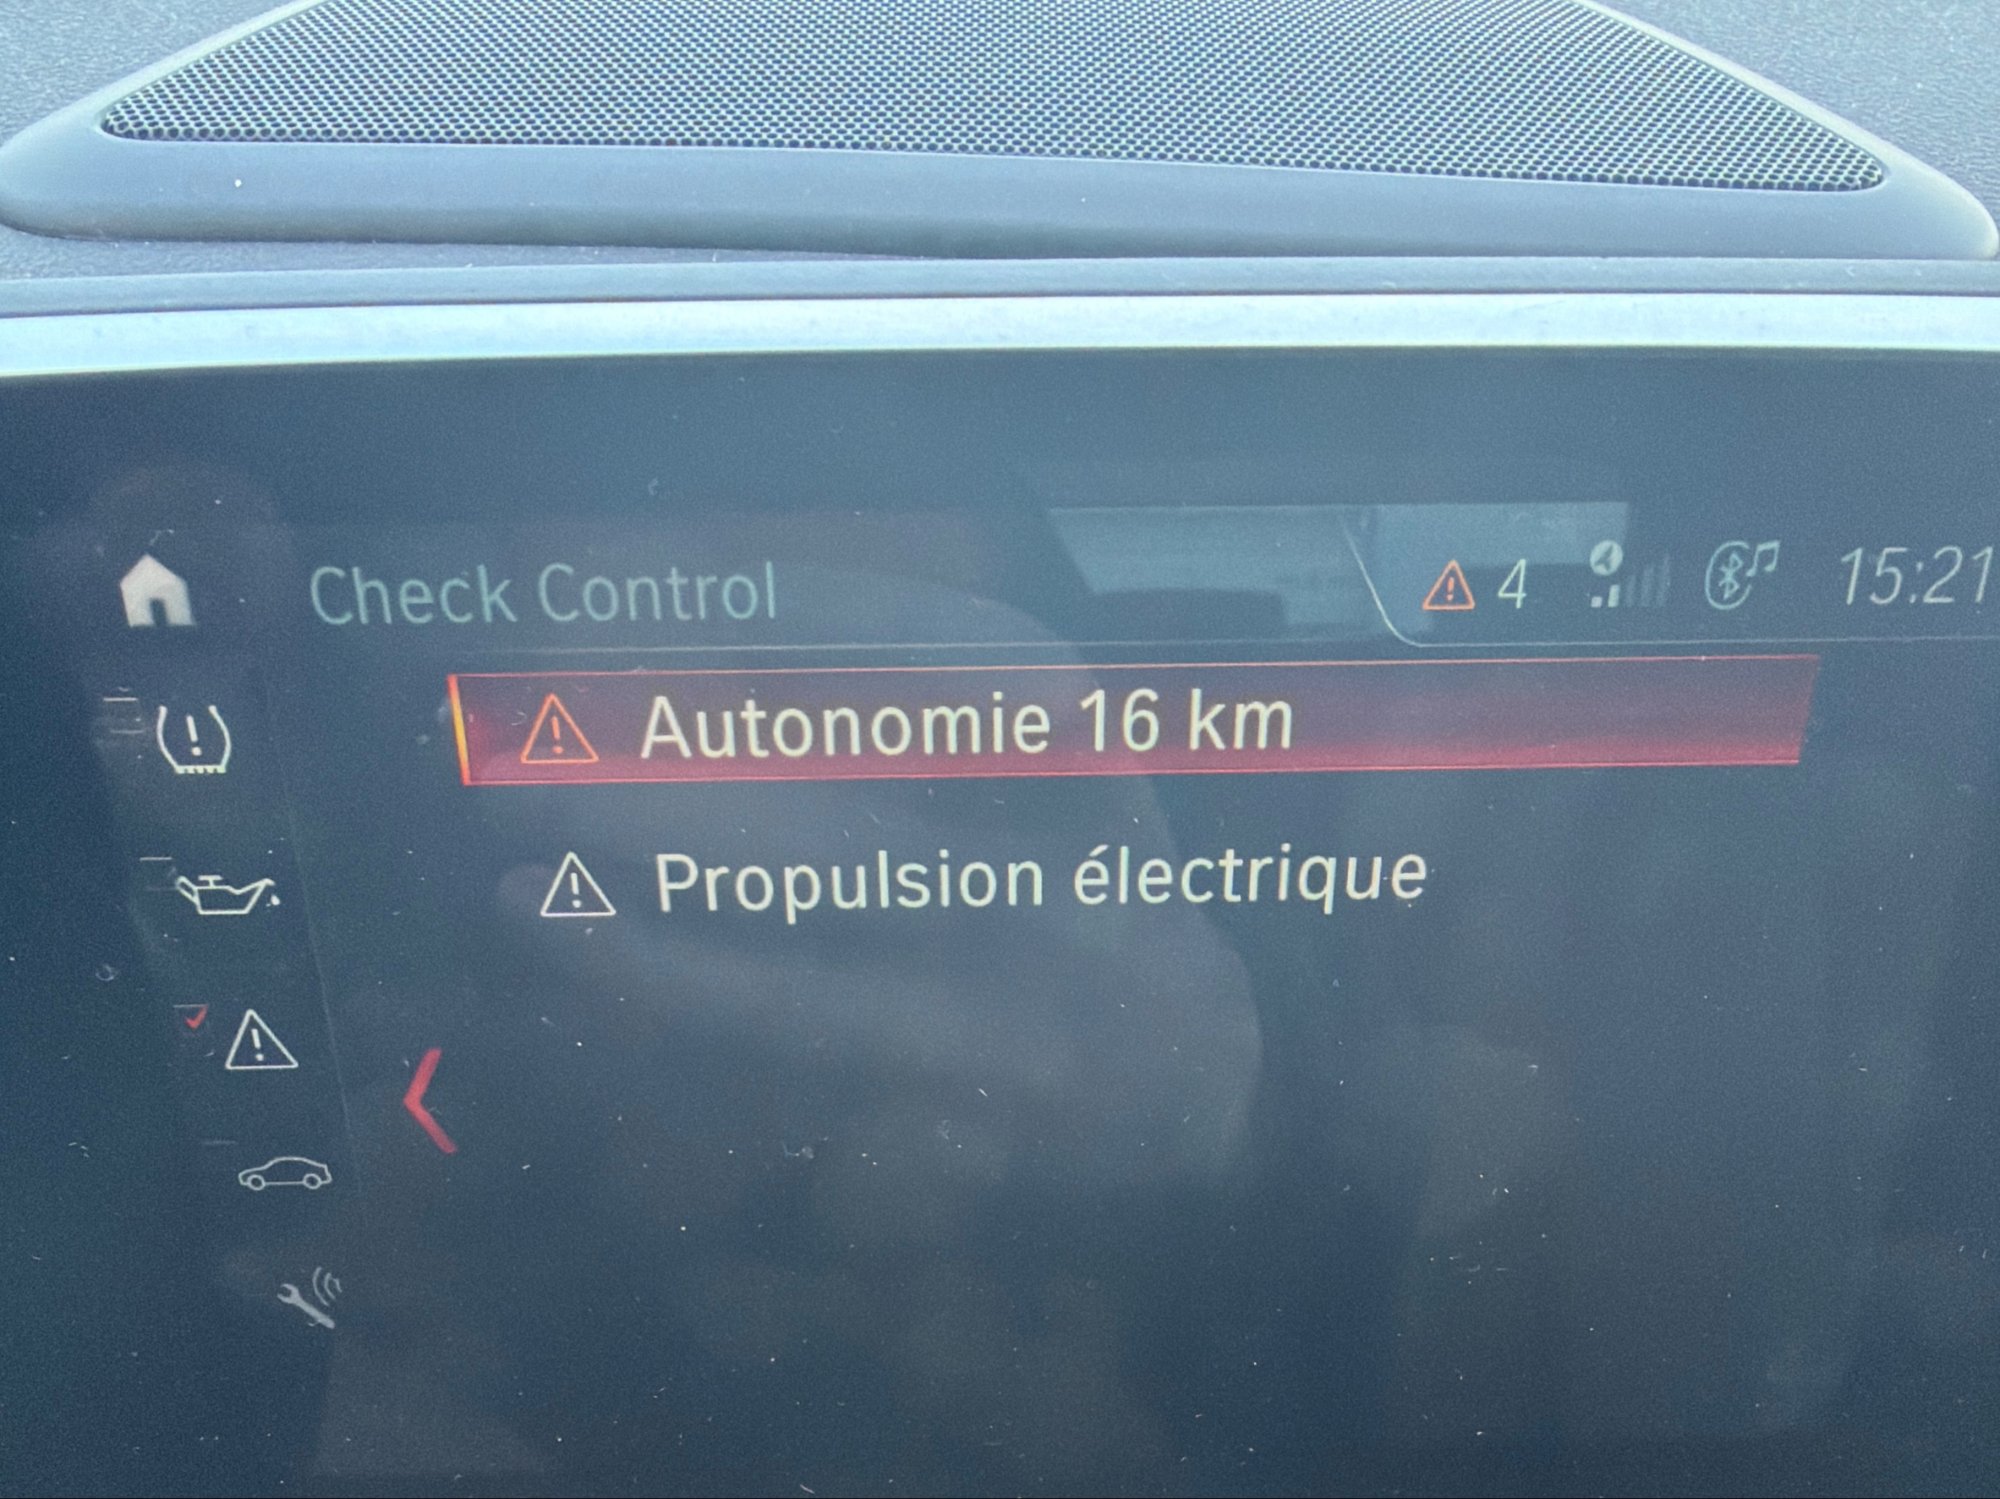 Check Control
4
15:21
Autonomie 16 km
Propulsion électrique